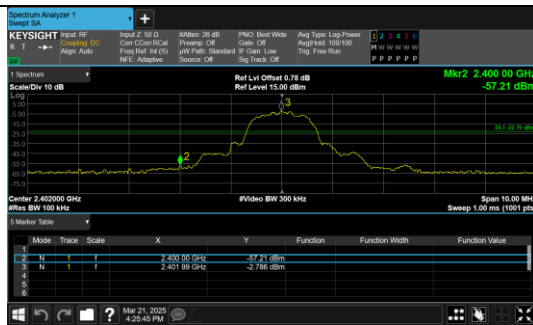 Spectrum Analyzer 1
Swept SA
KEYSIGHT
R T
Input: RF
Coupling: DC
Align: Auto
Input Z: 50 Ω
Corr CCorr RCal
Freq Ref: Int (S)
NFE: Adaptive
#Atten: 26 dB
Preamp: Off
µW Path: Standard
Source: Off
PNO: Best Wide
Gate: Off
IF Gain: Low
Sig Track: Off
Avg Type: Log-Power
Avg|Hold: 100/100
Trig: Free Run
1 2 3 4 5 6
M W W W W W
P P P P P P
1 Spectrum
Scale/Div 10 dB
Log
Ref Lvl Offset 0.78 dB
Ref Level 15.00 dBm
Mkr2 2.400 00 GHz
-57.21 dBm
5.00
-5.00
-15.0
-25.0
-35.0
-45.0
-55.0
-65.0
-75.0
2
3
DL1 -22.79 dBm
Center 2.402000 GHz
#Res BW 100 kHz
#Video BW 300 kHz
Span 10.00 MHz
Sweep 1.00 ms (1001 pts)
5 Marker Table
Mode Trace Scale X Y Function Function Width Function Value
1
2 N 1 f 2.400 00 GHz -57.21 dBm
3 N 1 f 2.401 99 GHz -2.786 dBm
4
5
6
?
Mar 21, 2025
4:25:45 PM